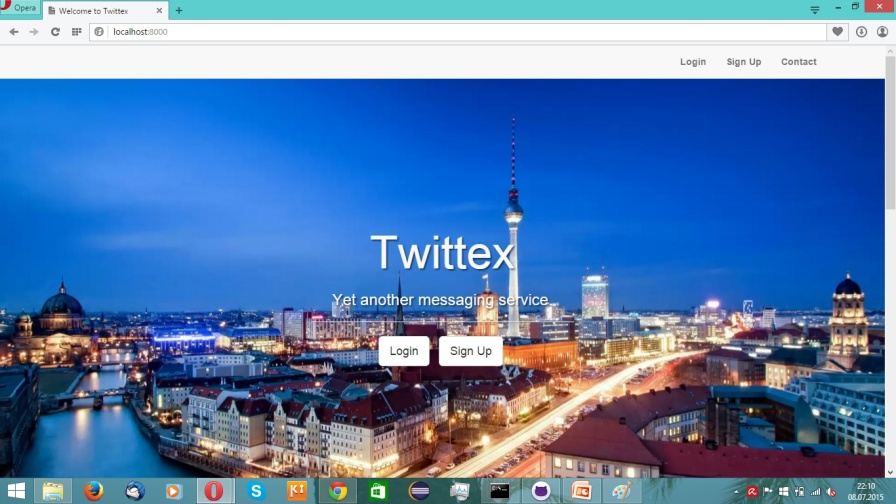 Opera
Welcome to Twittex
localhost:8000
Login Sign Up Contact
Twittex
Yet another messaging service
Login Sign Up
22:10
08.07.2015